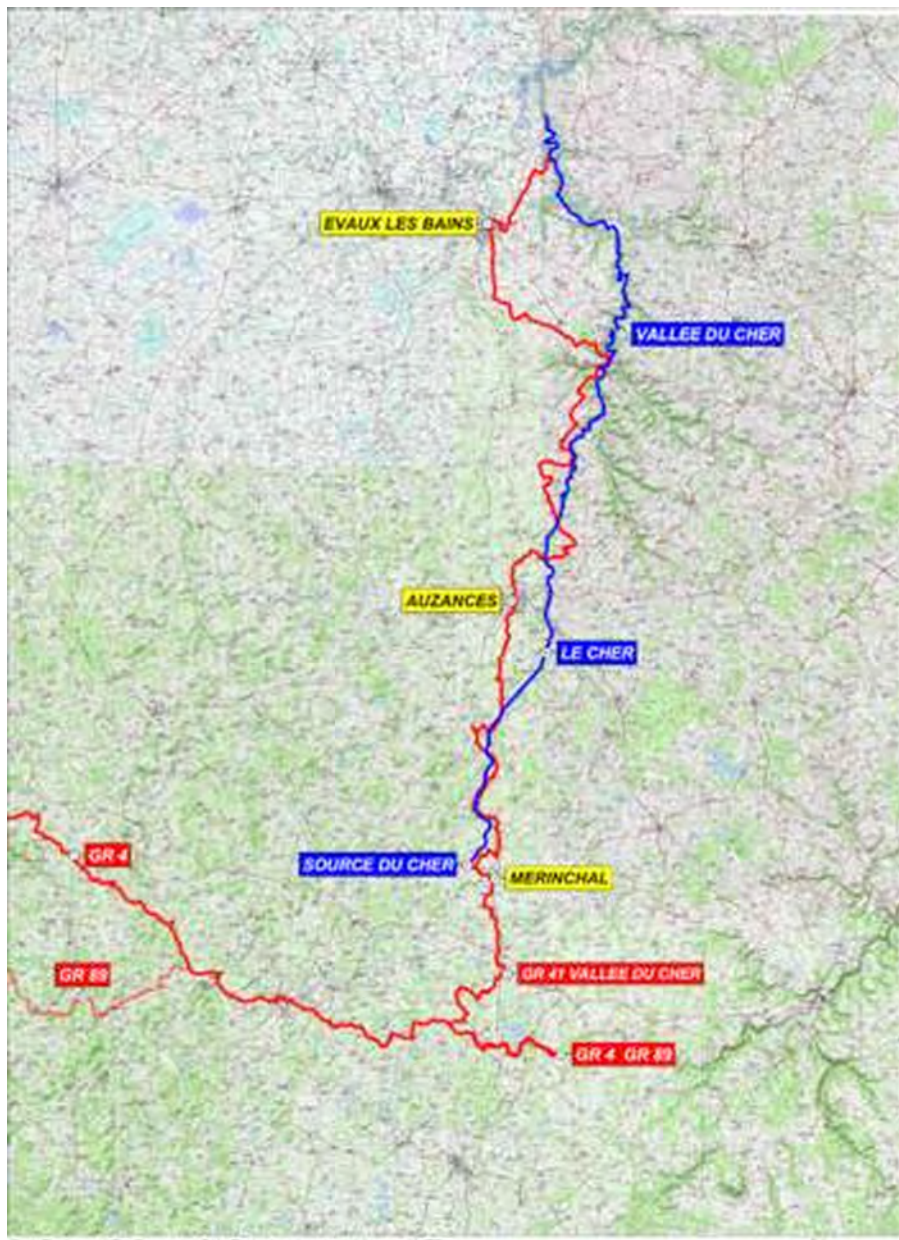 EVAUX LES BAINS
VALLEE DU CHER
AUZANCES
LE CHER
GR 4
SOURCE DU CHER
MERINCHAL
GR 89
GR 41 VALLEE DU CHER
GR 4 GR 89